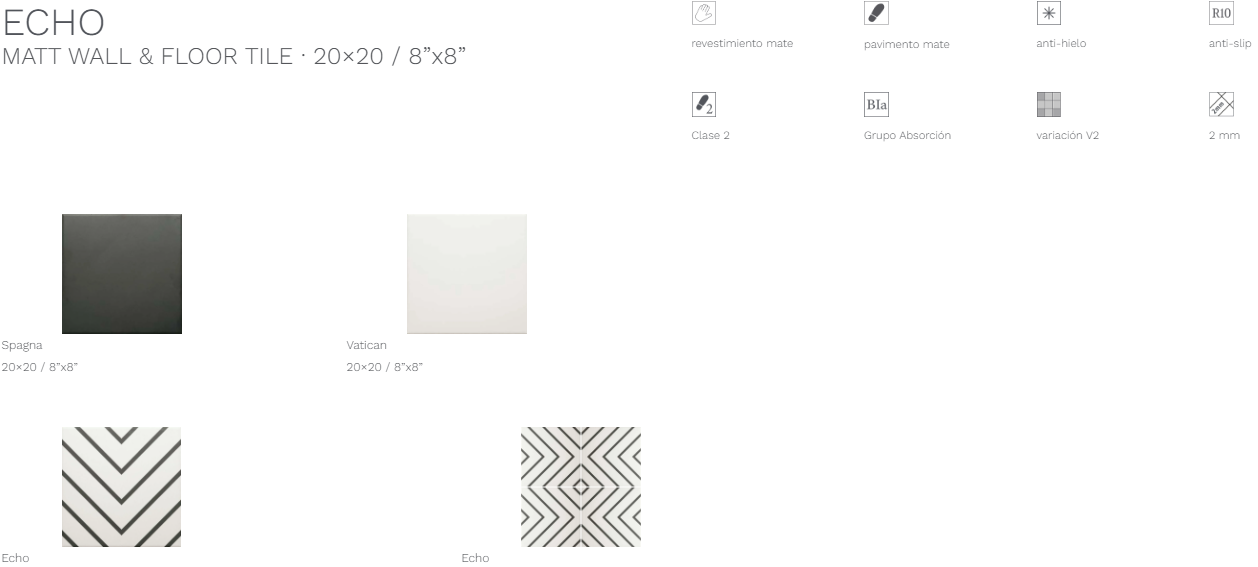 ECHO
MATT WALL & FLOOR TILE · 20×20 / 8”x8”
revestimiento mate
pavimento mate
anti-hielo
R10
anti-slip
2
Clase 2
BIa
Grupo Absorción
variación V2
2mm
2 mm
Spagna
20×20 / 8”x8”
Vatican
20×20 / 8”x8”
Echo
Echo